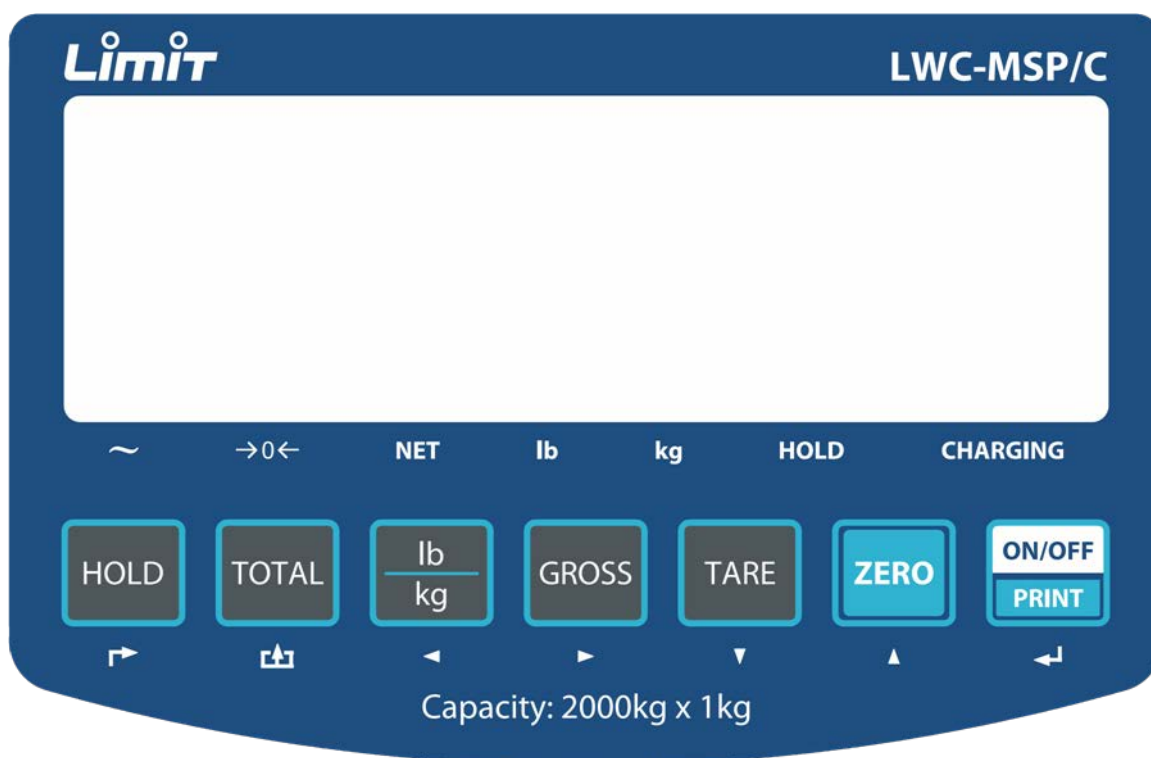 Limit
LWC-MSP/C
~ →0← NET lb kg HOLD CHARGING
HOLD TOTAL lb kg GROSS TARE ZERO ON/OFF PRINT
Capacity: 2000kg x 1kg